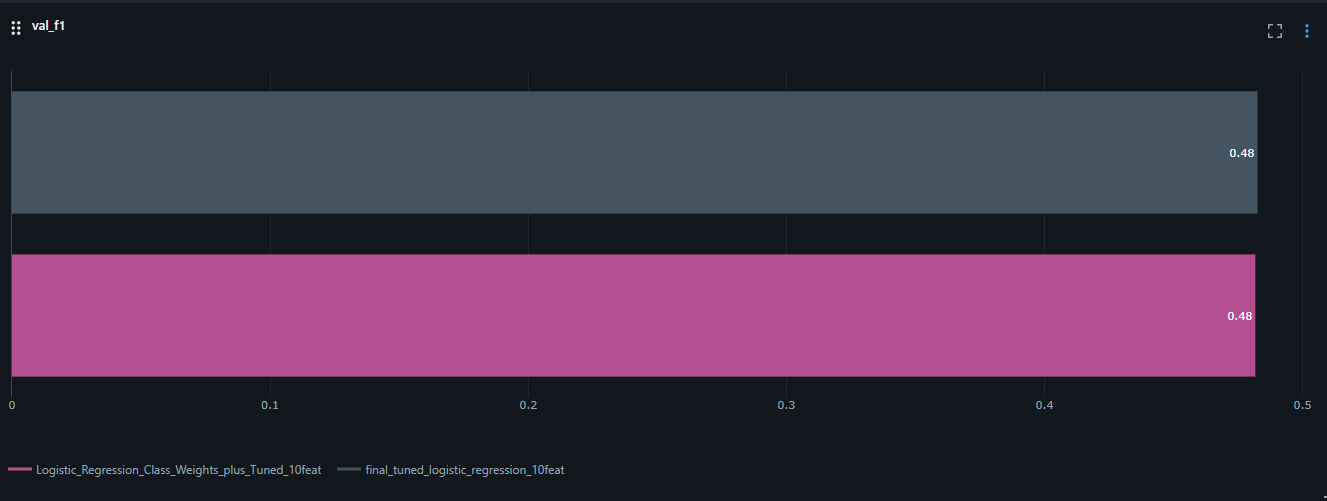 val_f1
0.48
0.48
0 0.1 0.2 0.3 0.4 0.5
Logistic_Regression_Class_Weights_plus_Tuned_10feat final_tuned_logistic_regression_10feat